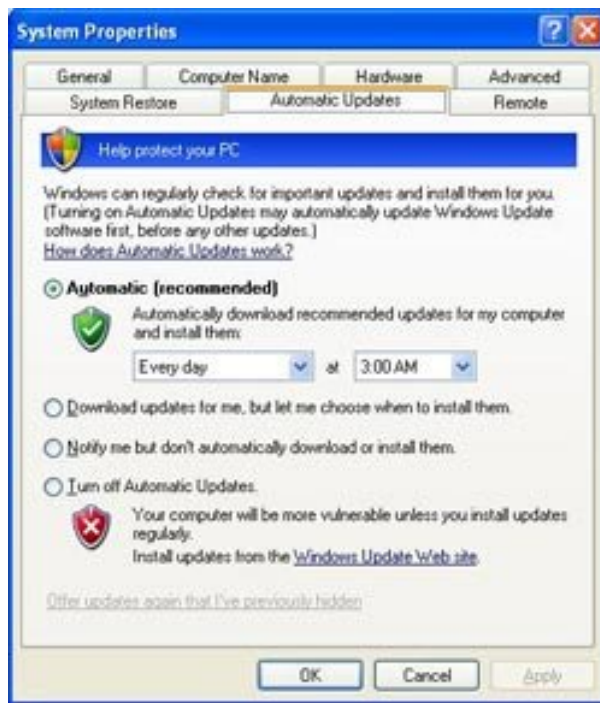 System Properties
General Computer Name Hardware Advanced
System Restore Automatic Updates Remote
Help protect your PC
Windows can regularly check for important updates and install them for you.
(Turning on Automatic Updates may automatically update Windows Update
software first, before any other updates.)
How does Automatic Updates work?
Automatic (recommended)
Automatically download recommended updates for my computer
and install them:
Every day at 3:00 AM
Download updates for me, but let me choose when to install them.
Notify me but don't automatically download or install them.
Turn off Automatic Updates.
Your computer will be more vulnerable unless you install updates
regularly.
Install updates from the Windows Update Web site.
Offer updates again that I've previously hidden
OK Cancel Apply